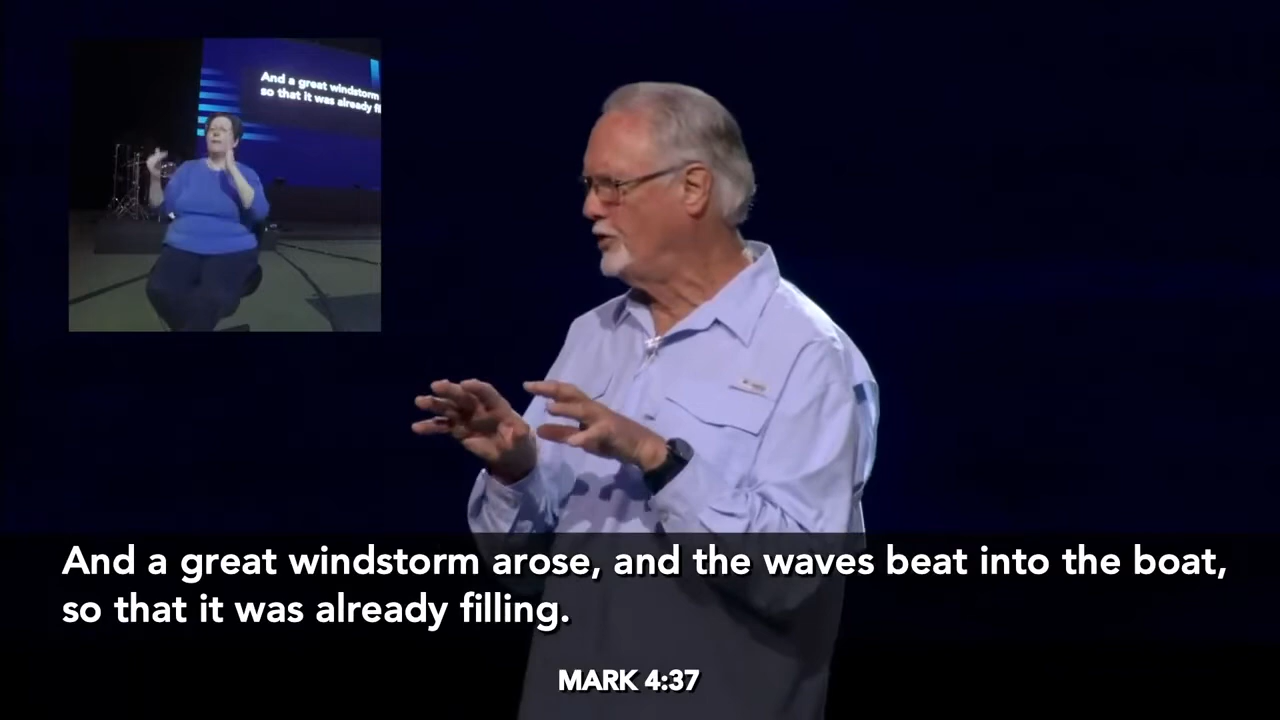 And a great windstorm
so that it was already fi
And a great windstorm arose, and the waves beat into the boat,
so that it was already filling.
MARK 4:37